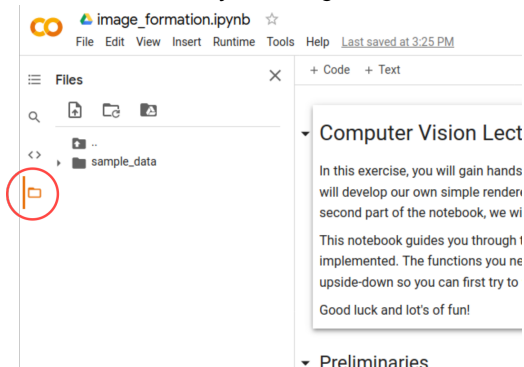 image_formation.ipynb
File Edit View Insert Runtime Tools Help Last saved at 3:25 PM
Files
+ Code + Text
..
sample_data
Computer Vision Lect
In this exercise, you will gain hands
will develop our own simple rendere
second part of the notebook, we wi
This notebook guides you through t
implemented. The functions you ne
upside-down so you can first try to
Good luck and lot's of fun!
Preliminaries